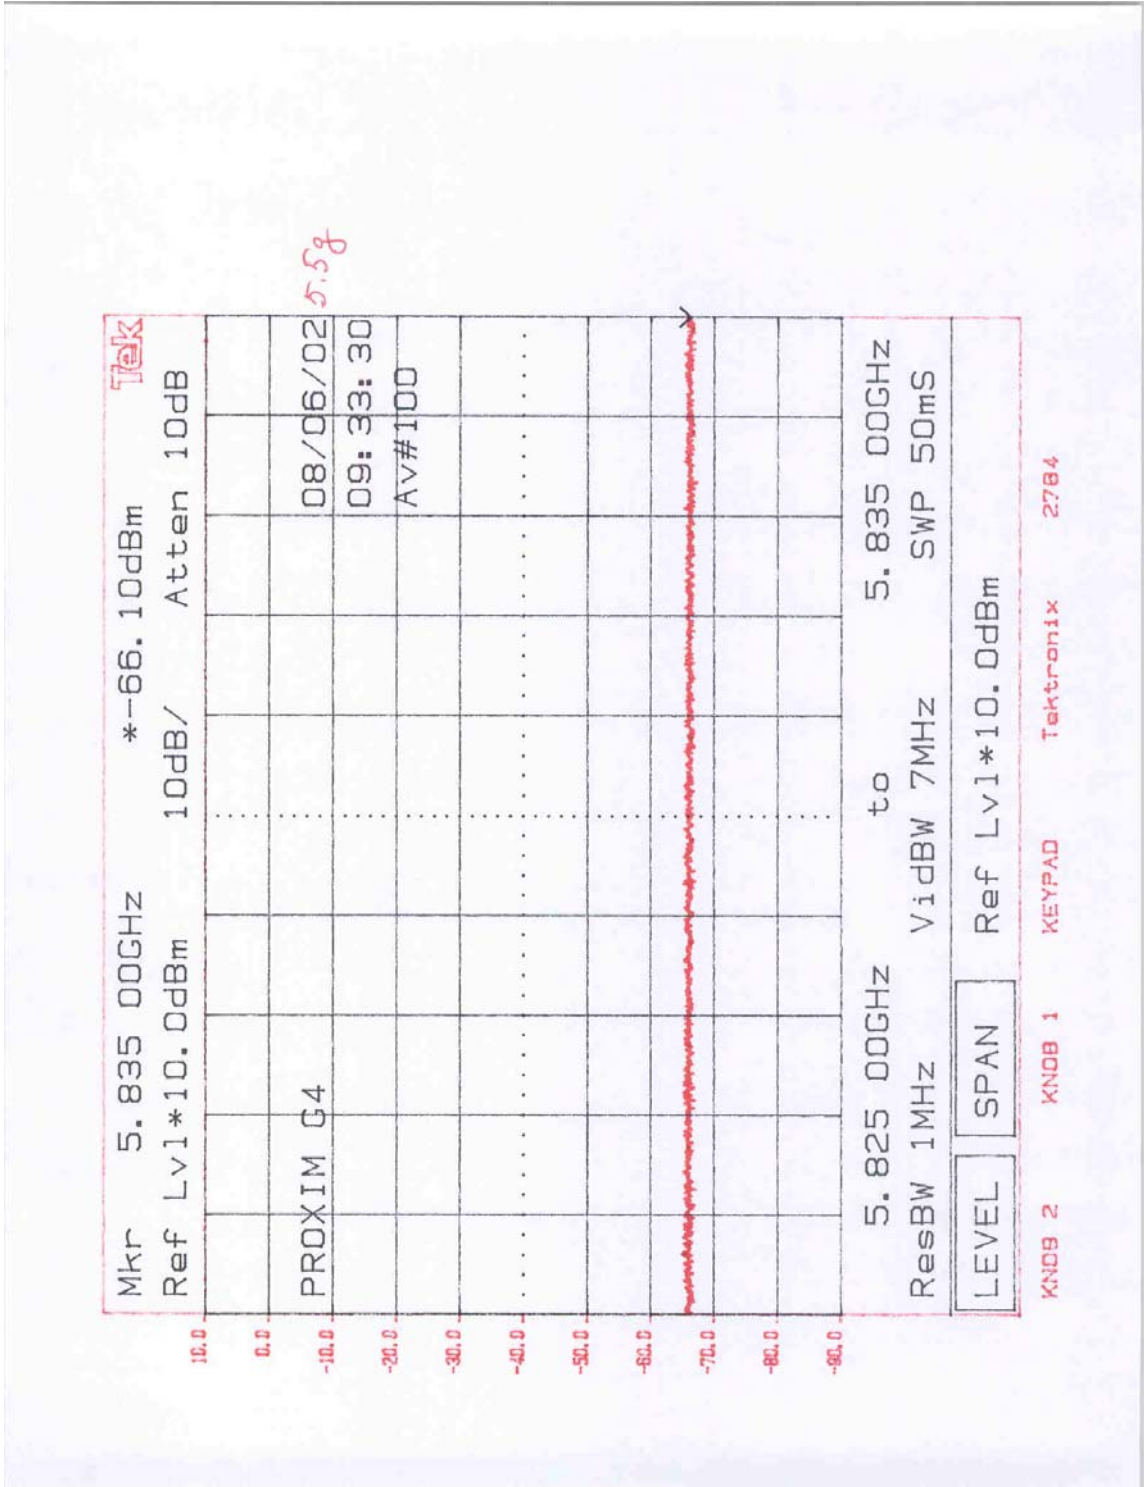 Mkr 5.835 00GHz *-66.10dBm Tek
Ref Lvl*10.0dBm 10dB/ Atten 10dB
10.0
0.0
PROXIM G4 08/06/02 5.5g
-10.0
09:33:30
-20.0
Av#100
-30.0
-40.0
-50.0
-60.0
-70.0
-80.0
-90.0
5.825 00GHz to 5.835 00GHz
ResBW 1MHz VidBW 7MHz SWP 50mS
LEVEL SPAN Ref Lvl*10.0dBm
KNOB 2 KNOB 1 KEYPAD Tektronix 2784